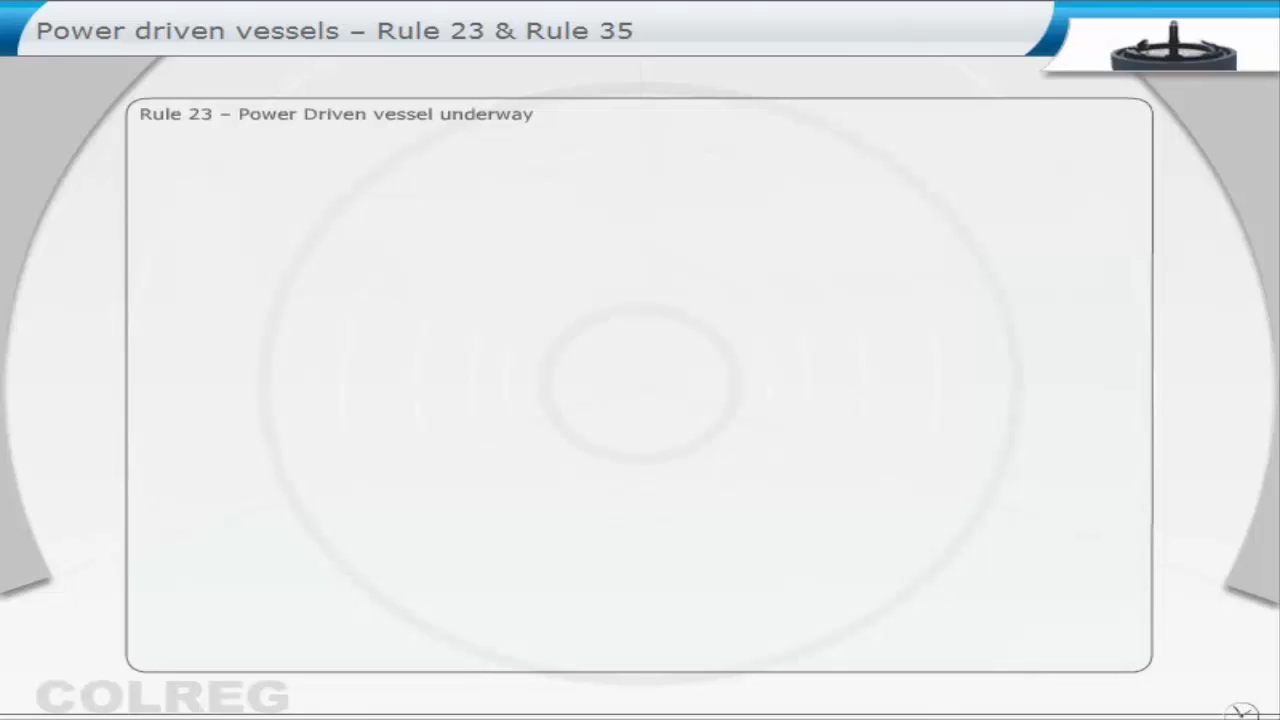 Power driven vessels – Rule 23 & Rule 35
Rule 23 – Power Driven vessel underway
COLREG